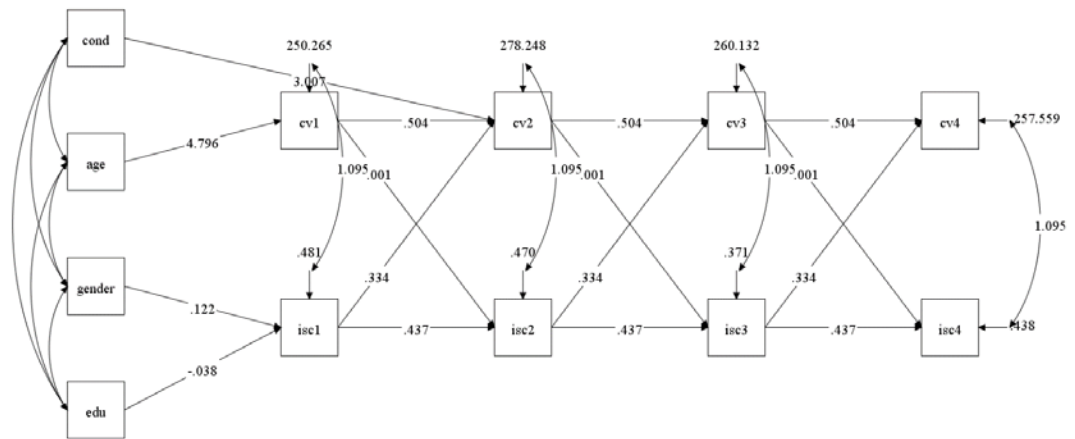 cond
250.265
278.248
260.132
3.007
cv1
.504
cv2
.504
cv3
.504
cv4
257.559
4.796
age
1.095
.001
1.095
.001
1.095
.001
1.095
.481
.470
.371
.334
.334
.334
gender
.122
isc1
.437
isc2
.437
isc3
.437
isc4
.438
-.038
edu